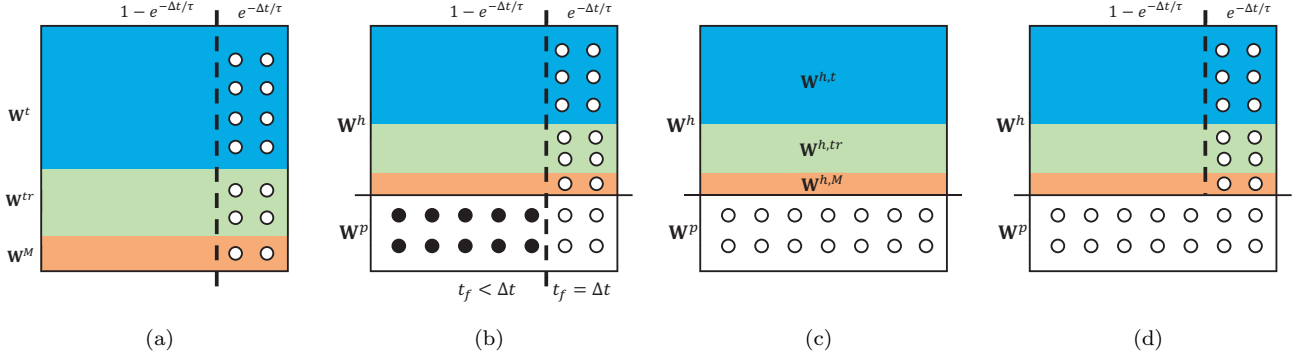 1 − e^{−Δt/τ} e^{−Δt/τ}
W^t
W^{tr}
W^M
(a)
1 − e^{−Δt/τ} e^{−Δt/τ}
W^h
W^p
t_f < Δt t_f = Δt
(b)
W^h
W^{h,t}
W^{h,tr}
W^{h,M}
W^p
(c)
1 − e^{−Δt/τ} e^{−Δt/τ}
W^h
W^p
(d)